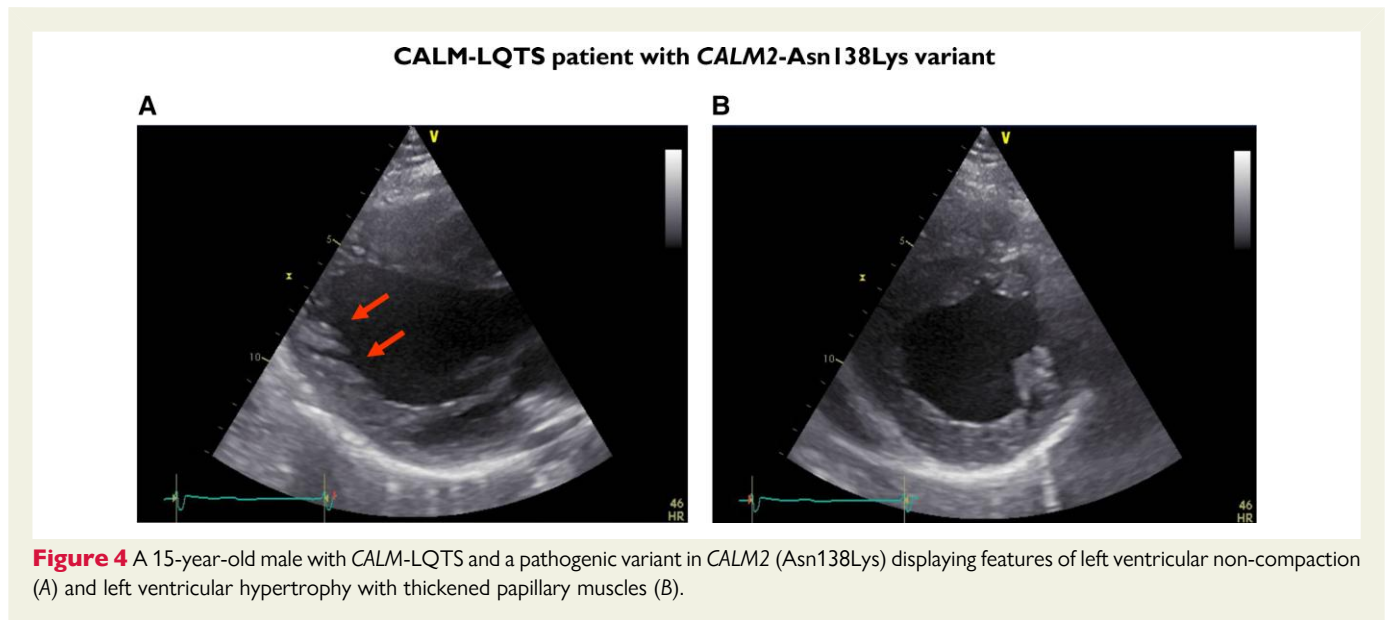 CALM-LQTS patient with CALM2-Asn138Lys variant
A
B
V
5
10
46
HR
V
5
10
46
HR
Figure 4 A 15-year-old male with CALM-LQTS and a pathogenic variant in CALM2 (Asn138Lys) displaying features of left ventricular non-compaction
(A) and left ventricular hypertrophy with thickened papillary muscles (B).